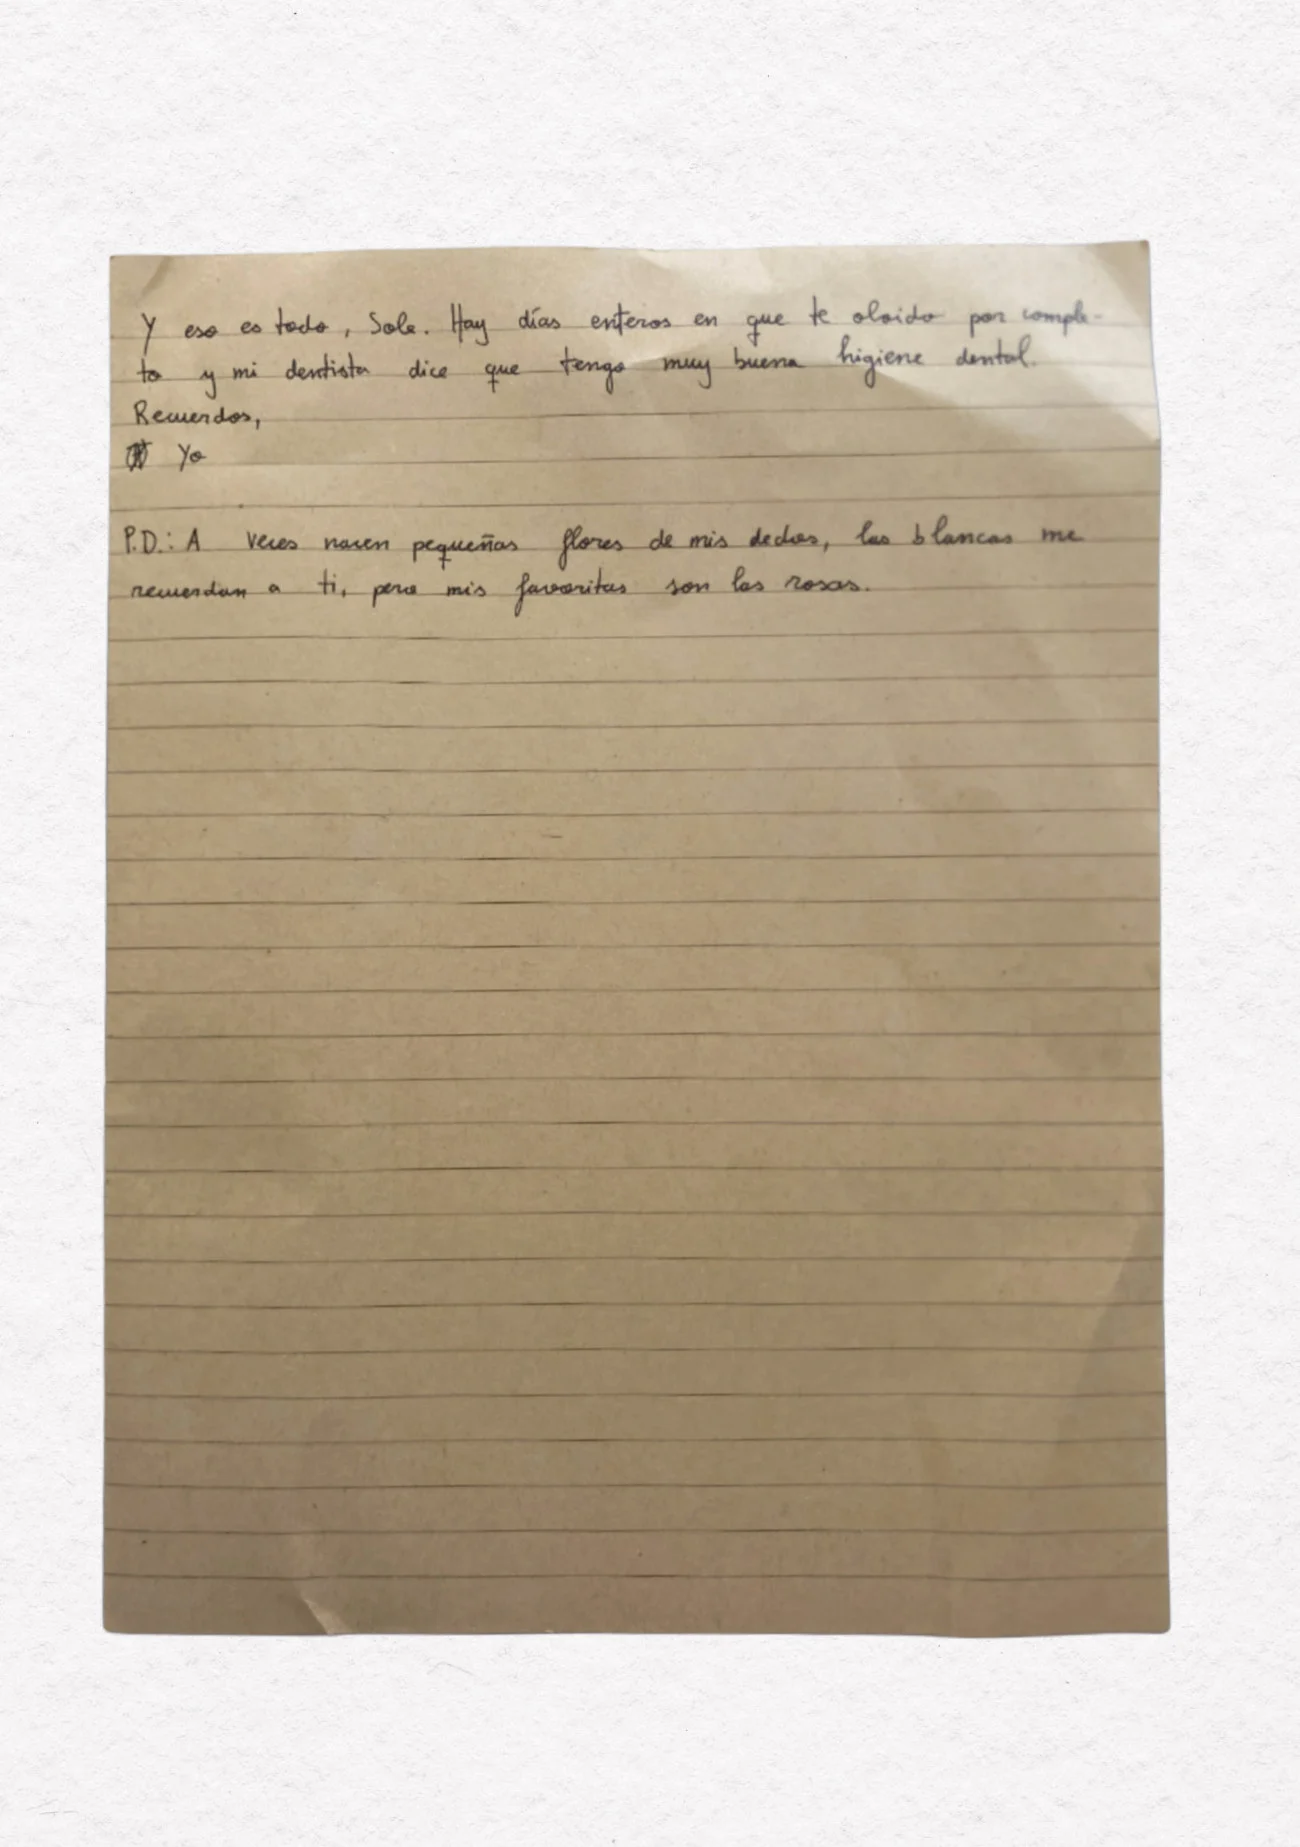 Y eso es todo, Sole. Hay días enteros en que te olvido por comple-
to y mi dentista dice que tengo muy buena higiene dental.
Recuerdos,
Yo
P.D.: A veces nacen pequeñas flores de mis dedos, las blancas me
recuerdan a ti, pero mis favoritas son las rosas.